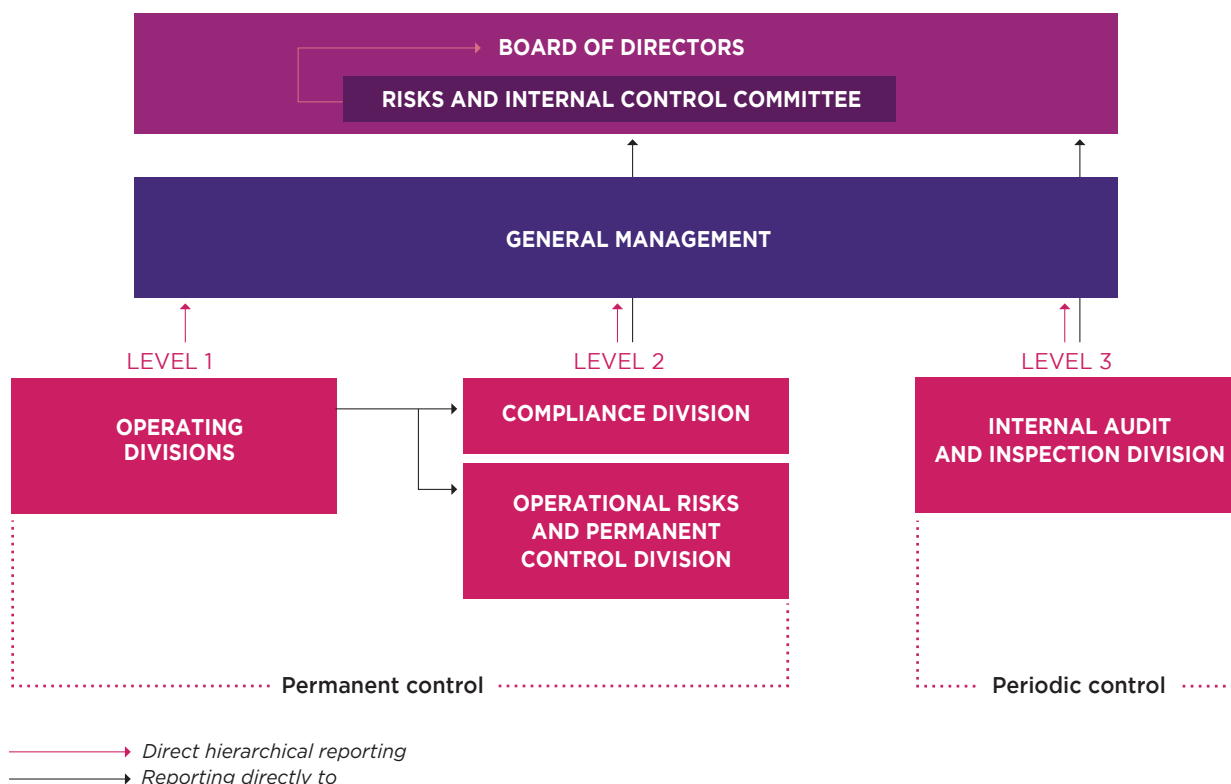 BOARD OF DIRECTORS
RISKS AND INTERNAL CONTROL COMMITTEE
GENERAL MANAGEMENT
LEVEL 1
LEVEL 2
LEVEL 3
OPERATING
DIVISIONS
COMPLIANCE DIVISION
OPERATIONAL RISKS
AND PERMANENT
CONTROL DIVISION
INTERNAL AUDIT
AND INSPECTION DIVISION
Permanent control
Periodic control
Direct hierarchical reporting
Reporting directly to